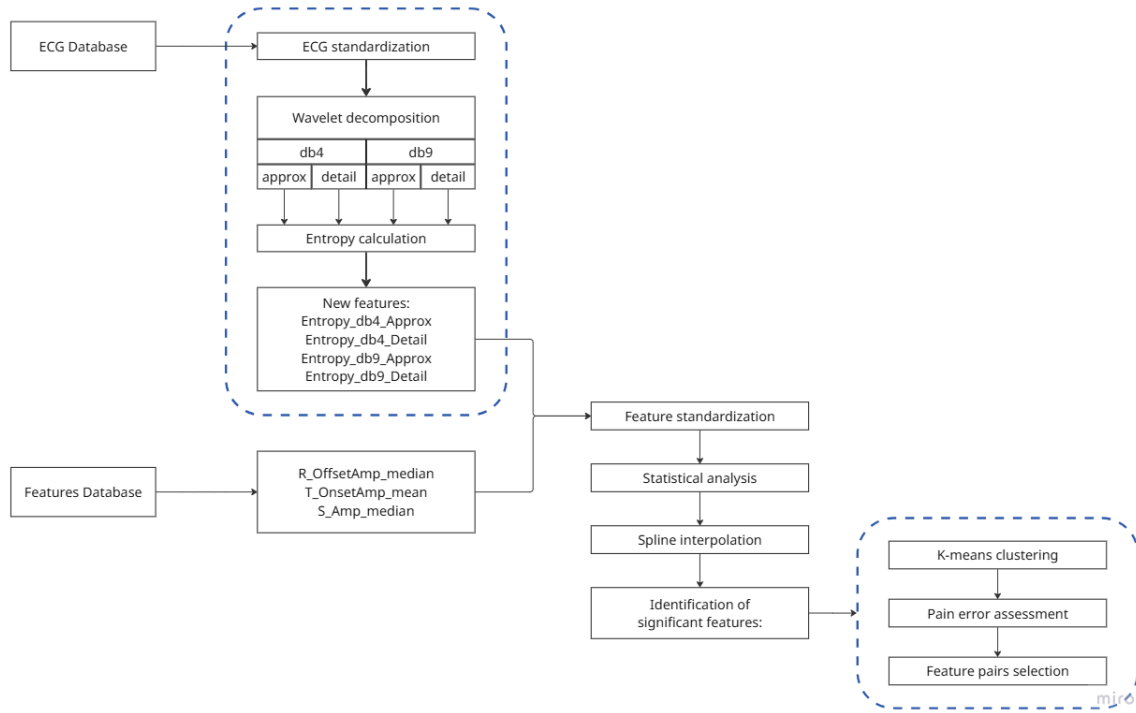 ECG Database
ECG standardization
Wavelet decomposition
db4
db9
approx
detail
approx
detail
Entropy calculation
New features:
Entropy_db4_Approx
Entropy_db4_Detail
Entropy_db9_Approx
Entropy_db9_Detail
Features Database
R_OffsetAmp_median
T_OnsetAmp_mean
S_Amp_median
Feature standardization
Statistical analysis
Spline interpolation
Identification of
significant features:
K-means clustering
Pain error assessment
Feature pairs selection
miro